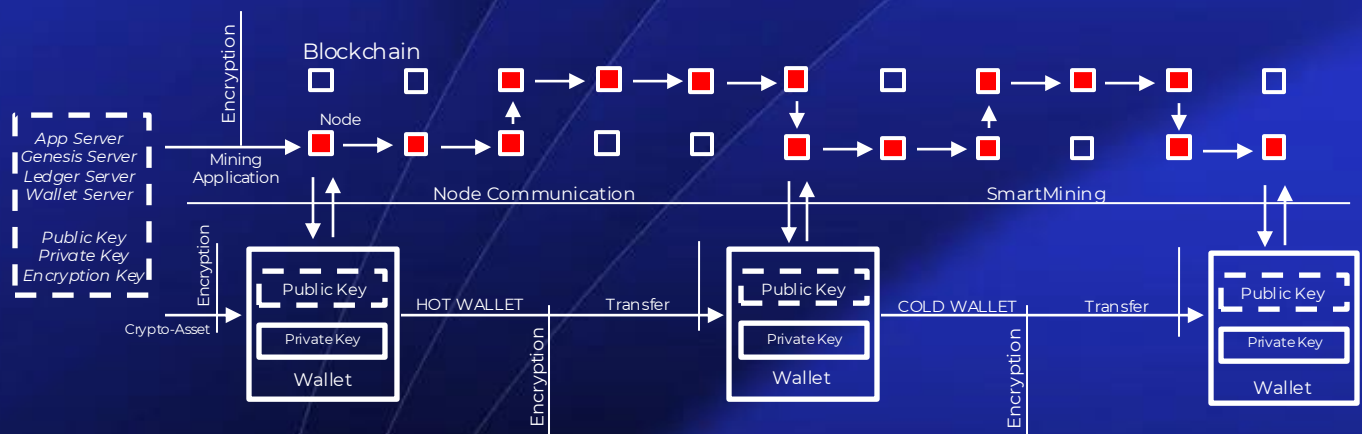 Encryption
Blockchain
Node
App Server
Genesis Server
Ledger Server
Wallet Server
Public Key
Private Key
Encryption Key
Mining
Application
Node Communication
SmartMining
Encryption
Crypto-Asset
Public Key
Private Key
Wallet
HOT WALLET
Encryption
Transfer
Public Key
Private Key
Wallet
COLD WALLET
Encryption
Transfer
Public Key
Private Key
Wallet